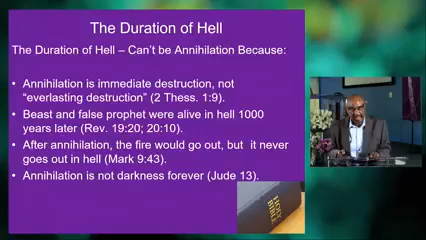 The Duration of Hell
The Duration of Hell – Can't be Annihilation Because:
• Annihilation is immediate destruction, not
"everlasting destruction" (2 Thess. 1:9).
• Beast and false prophet were alive in hell 1000
years later (Rev. 19:20; 20:10).
• After annihilation, the fire would go out, but it never
goes out in hell (Mark 9:43).
• Annihilation is not darkness forever (Jude 13).
HOLY
BIBLE